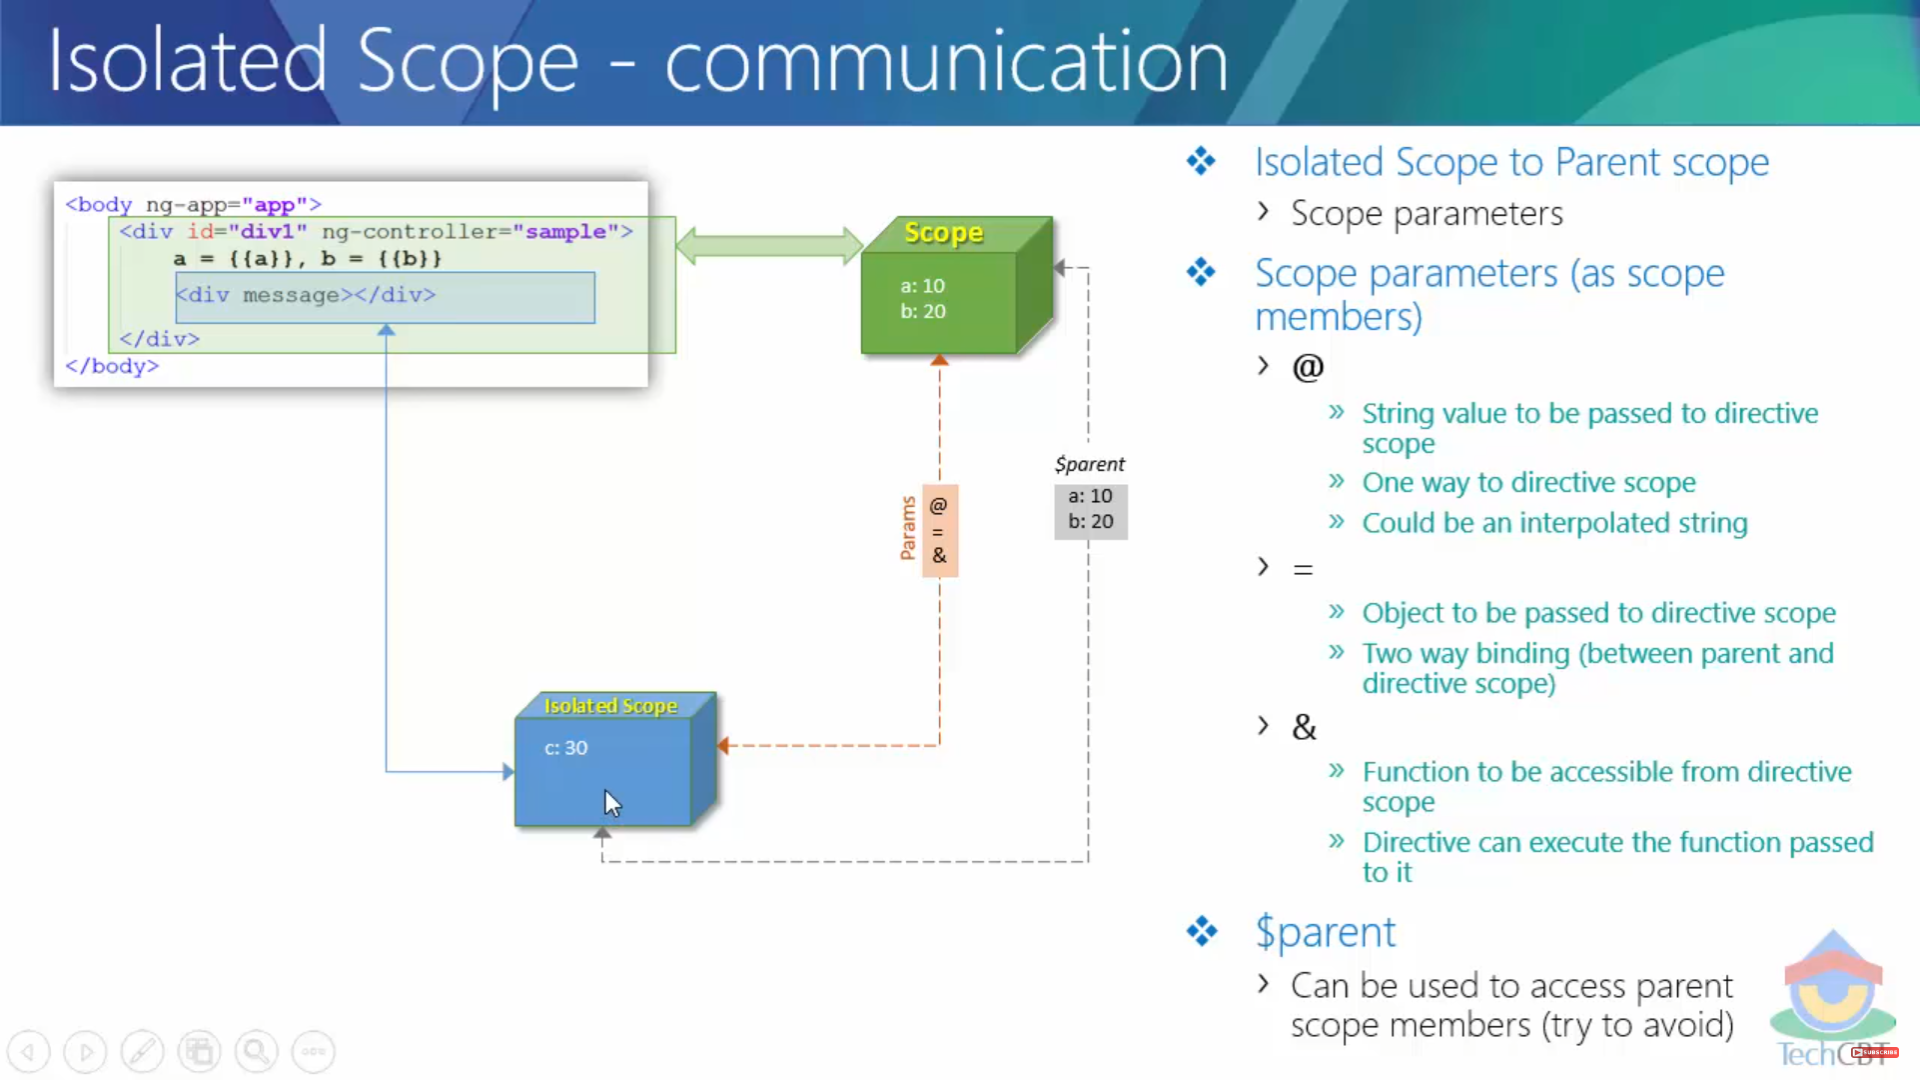 Isolated Scope - communication
<body ng-app="app">
<div id="div1" ng-controller="sample">
a = {{a}}, b = {{b}}
<div message></div>
</div>
</body>
Scope
a: 10
b: 20
$parent
a: 10
b: 20
Params
@
=
&
Isolated Scope
c: 30
Isolated Scope to Parent scope
Scope parameters
Scope parameters (as scope
members)
@
String value to be passed to directive
scope
One way to directive scope
Could be an interpolated string
=
Object to be passed to directive scope
Two way binding (between parent and
directive scope)
&
Function to be accessible from directive
scope
Directive can execute the function passed
to it
$parent
Can be used to access parent
scope members (try to avoid)
TechCBT
SUBSCRIBE